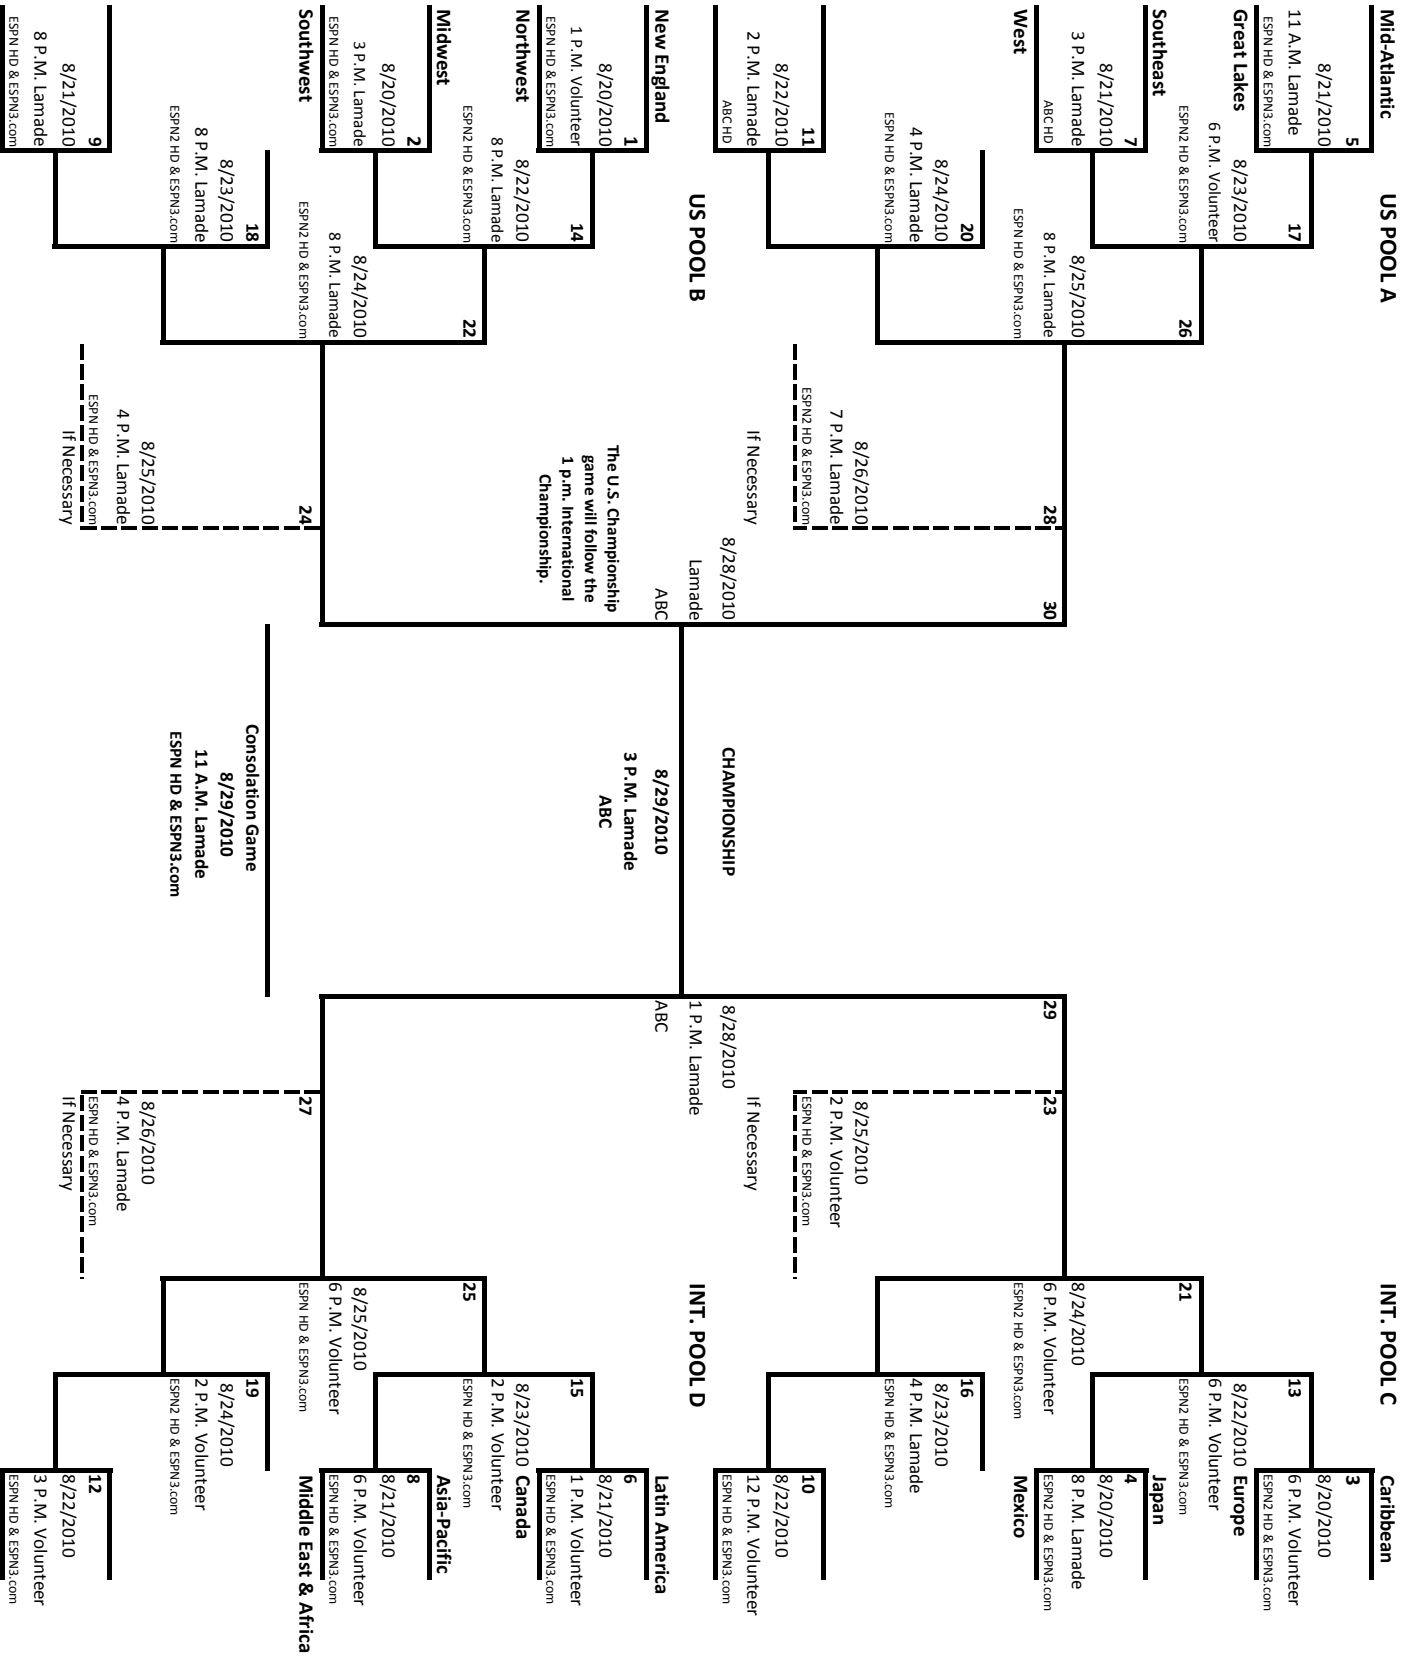 US POOL A
Mid-Atlantic
5
8/21/2010
11 A.M. Lamade
ESPN HD & ESPN3.com
Great Lakes
17
8/23/2010
6 P.M. Volunteer
ESPN2 HD & ESPN3.com
Southeast
7
8/21/2010
3 P.M. Lamade
ABC HD
West
26
8/25/2010
8 P.M. Lamade
ESPN HD & ESPN3.com
20
8/24/2010
4 P.M. Lamade
ESPN HD & ESPN3.com
11
8/22/2010
2 P.M. Lamade
ABC HD
28
8/26/2010
7 P.M. Lamade
ESPN2 HD & ESPN3.com
If Necessary
US POOL B
New England
1
8/20/2010
1 P.M. Volunteer
ESPN HD & ESPN3.com
Northwest
14
8/22/2010
8 P.M. Lamade
ESPN2 HD & ESPN3.com
Midwest
2
8/20/2010
3 P.M. Lamade
ESPN HD & ESPN3.com
Southwest
22
8/24/2010
8 P.M. Lamade
ESPN2 HD & ESPN3.com
18
8/23/2010
8 P.M. Lamade
ESPN2 HD & ESPN3.com
9
8/21/2010
8 P.M. Lamade
ESPN HD & ESPN3.com
24
8/25/2010
4 P.M. Lamade
ESPN HD & ESPN3.com
If Necessary
30
8/28/2010
Lamade
ABC
The U.S. Championship
game will follow the
1 p.m. International
Championship.
CHAMPIONSHIP
8/29/2010
3 P.M. Lamade
ABC
Consolation Game
8/29/2010
11 A.M. Lamade
ESPN HD & ESPN3.com
29
8/28/2010
1 P.M. Lamade
ABC
INT. POOL C
Caribbean
3
8/20/2010
6 P.M. Volunteer
ESPN2 HD & ESPN3.com
Europe
13
8/22/2010
6 P.M. Volunteer
ESPN2 HD & ESPN3.com
Japan
4
8/20/2010
8 P.M. Lamade
ESPN2 HD & ESPN3.com
Mexico
21
8/24/2010
6 P.M. Volunteer
ESPN2 HD & ESPN3.com
16
8/23/2010
4 P.M. Lamade
ESPN HD & ESPN3.com
10
8/22/2010
12 P.M. Volunteer
ESPN HD & ESPN3.com
23
8/25/2010
2 P.M. Volunteer
ESPN HD & ESPN3.com
If Necessary
INT. POOL D
Latin America
6
8/21/2010
1 P.M. Volunteer
ESPN HD & ESPN3.com
Canada
15
8/23/2010
2 P.M. Volunteer
ESPN HD & ESPN3.com
Asia-Pacific
8
8/21/2010
6 P.M. Volunteer
ESPN HD & ESPN3.com
Middle East & Africa
25
8/25/2010
6 P.M. Volunteer
ESPN HD & ESPN3.com
19
8/24/2010
2 P.M. Volunteer
ESPN2 HD & ESPN3.com
12
8/22/2010
3 P.M. Volunteer
ESPN HD & ESPN3.com
27
8/26/2010
4 P.M. Lamade
ESPN HD & ESPN3.com
If Necessary